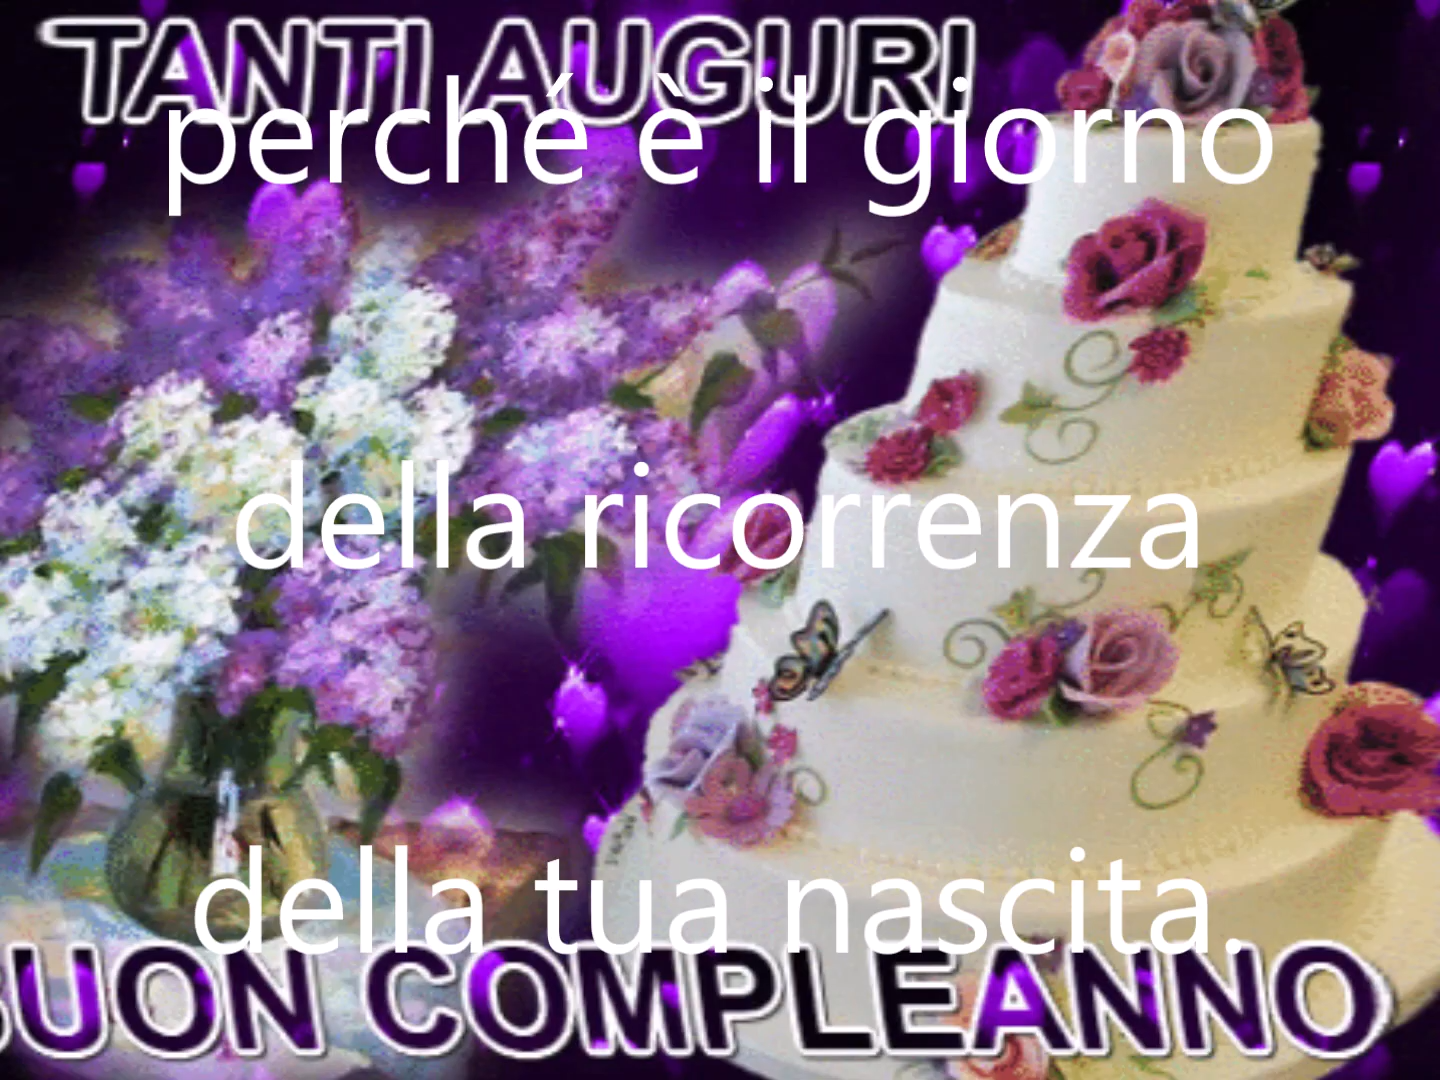 TANTI AUGURI
perché è il giorno
della ricorrenza
della tua nascita.
BUON COMPLEANNO